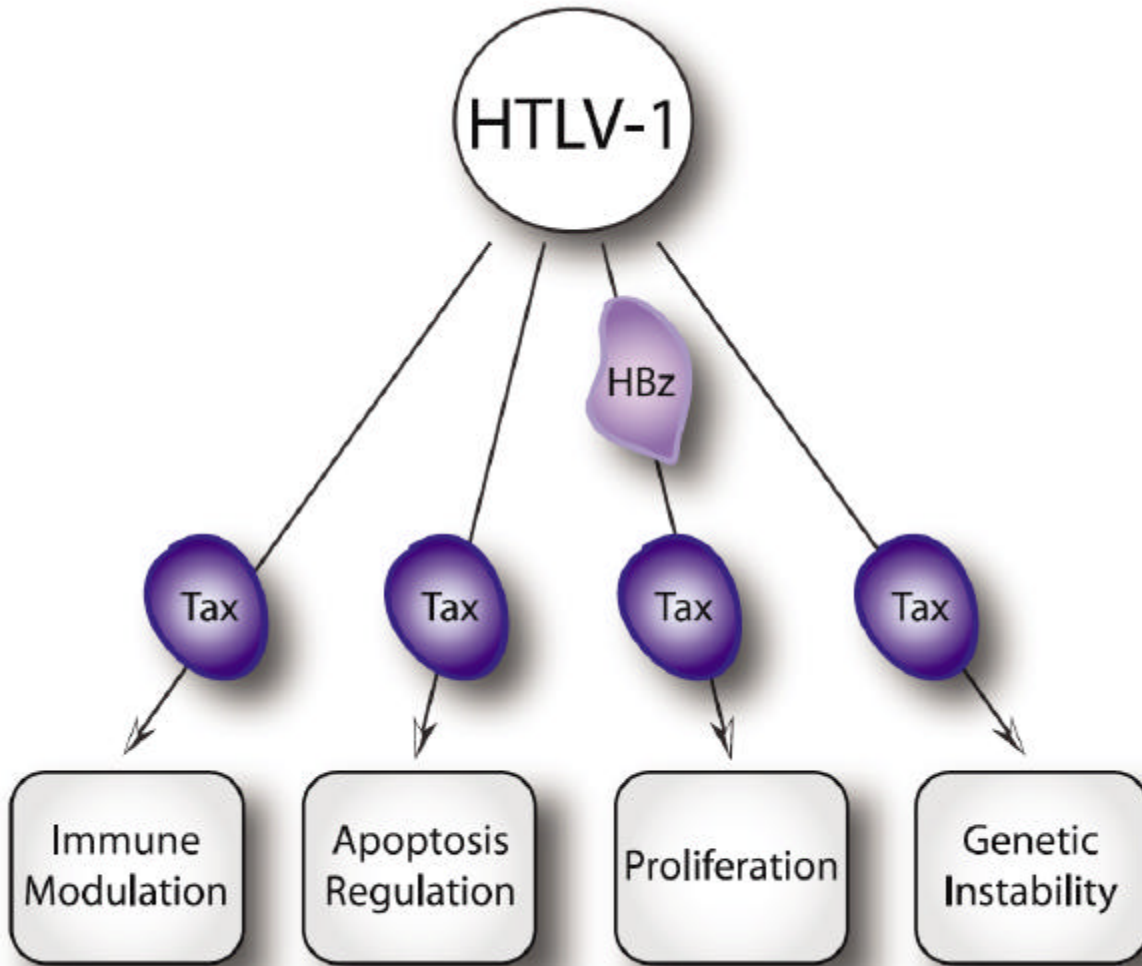 HTLV-1
HBz
Tax
Tax
Tax
Tax
Immune
Modulation
Apoptosis
Regulation
Proliferation
Genetic
Instability